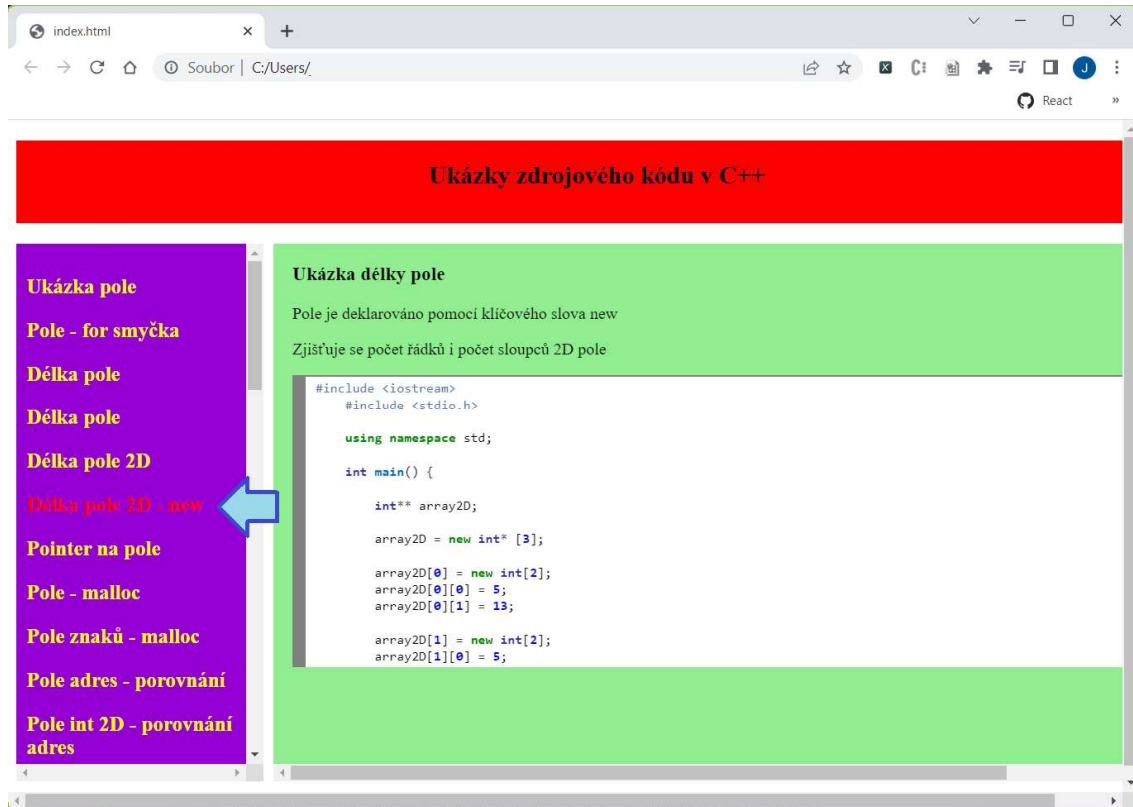 index.html
Soubor | C:/Users/
React »
Ukázky zdrojového kódu v C++
Ukázka pole
Pole - for smyčka
Délka pole
Délka pole
Délka pole 2D
Délka pole 2D - new
Pointer na pole
Pole - malloc
Pole znaků - malloc
Pole adres - porovnání
Pole int 2D - porovnání
adres
Ukázka délky pole
Pole je deklarováno pomocí klíčového slova new
Zjišťuje se počet řádků i počet sloupců 2D pole
#include <iostream>
#include <stdio.h>
using namespace std;
int main() {
int** array2D;
array2D = new int* [3];
array2D[0] = new int[2];
array2D[0][0] = 5;
array2D[0][1] = 13;
array2D[1] = new int[2];
array2D[1][0] = 5;